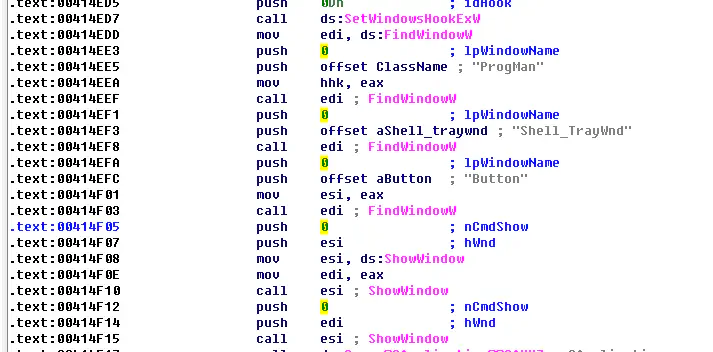 .text:00414ED5 push 0Dh ; idHook
.text:00414ED7 call ds:SetWindowsHookExW
.text:00414EDD mov edi, ds:FindWindowW
.text:00414EE3 push 0 ; lpWindowName
.text:00414EE5 push offset ClassName ; "ProgMan"
.text:00414EEA mov hhk, eax
.text:00414EEF call edi ; FindWindowW
.text:00414EF1 push 0 ; lpWindowName
.text:00414EF3 push offset aShell_traywnd ; "Shell_TrayWnd"
.text:00414EF8 call edi ; FindWindowW
.text:00414EFA push 0 ; lpWindowName
.text:00414EFC push offset aButton ; "Button"
.text:00414F01 mov esi, eax
.text:00414F03 call edi ; FindWindowW
.text:00414F05 push 0 ; nCmdShow
.text:00414F07 push esi ; hWnd
.text:00414F08 mov esi, ds:ShowWindow
.text:00414F0E mov edi, eax
.text:00414F10 call esi ; ShowWindow
.text:00414F12 push 0 ; nCmdShow
.text:00414F14 push edi ; hWnd
.text:00414F15 call esi ; ShowWindow